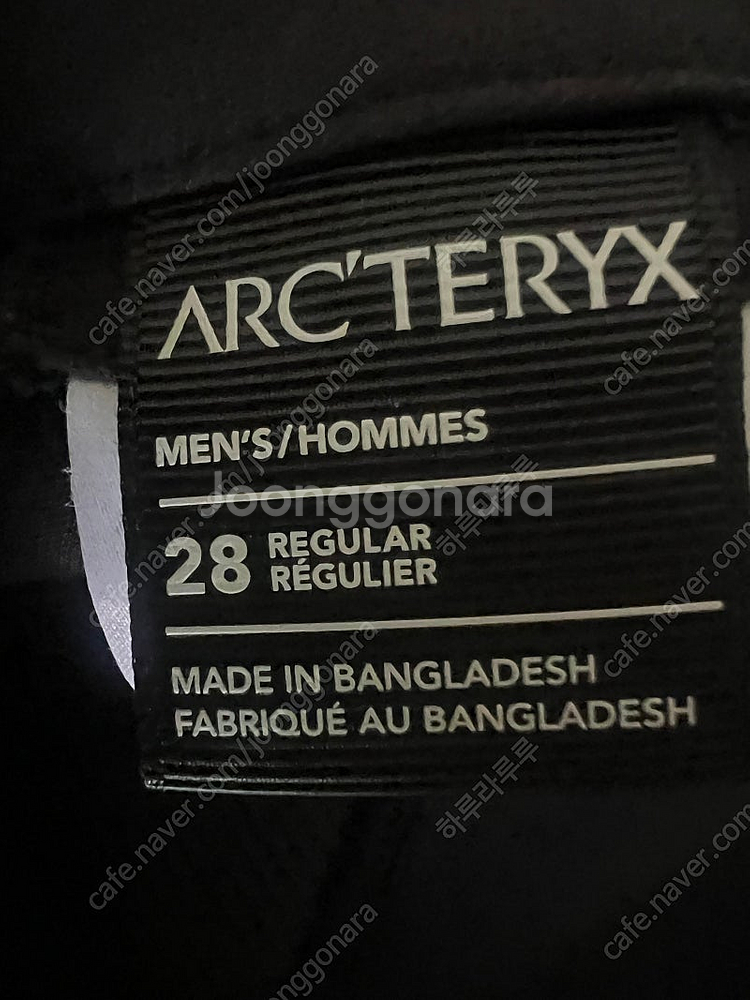 ARC'TERYX
MEN'S/HOMMES
Joonggonara
28 REGULAR
RÉGULIER
MADE IN BANGLADESH
FABRIQUÉ AU BANGLADESH
cafe.naver.com/joonggonara
하루라루루